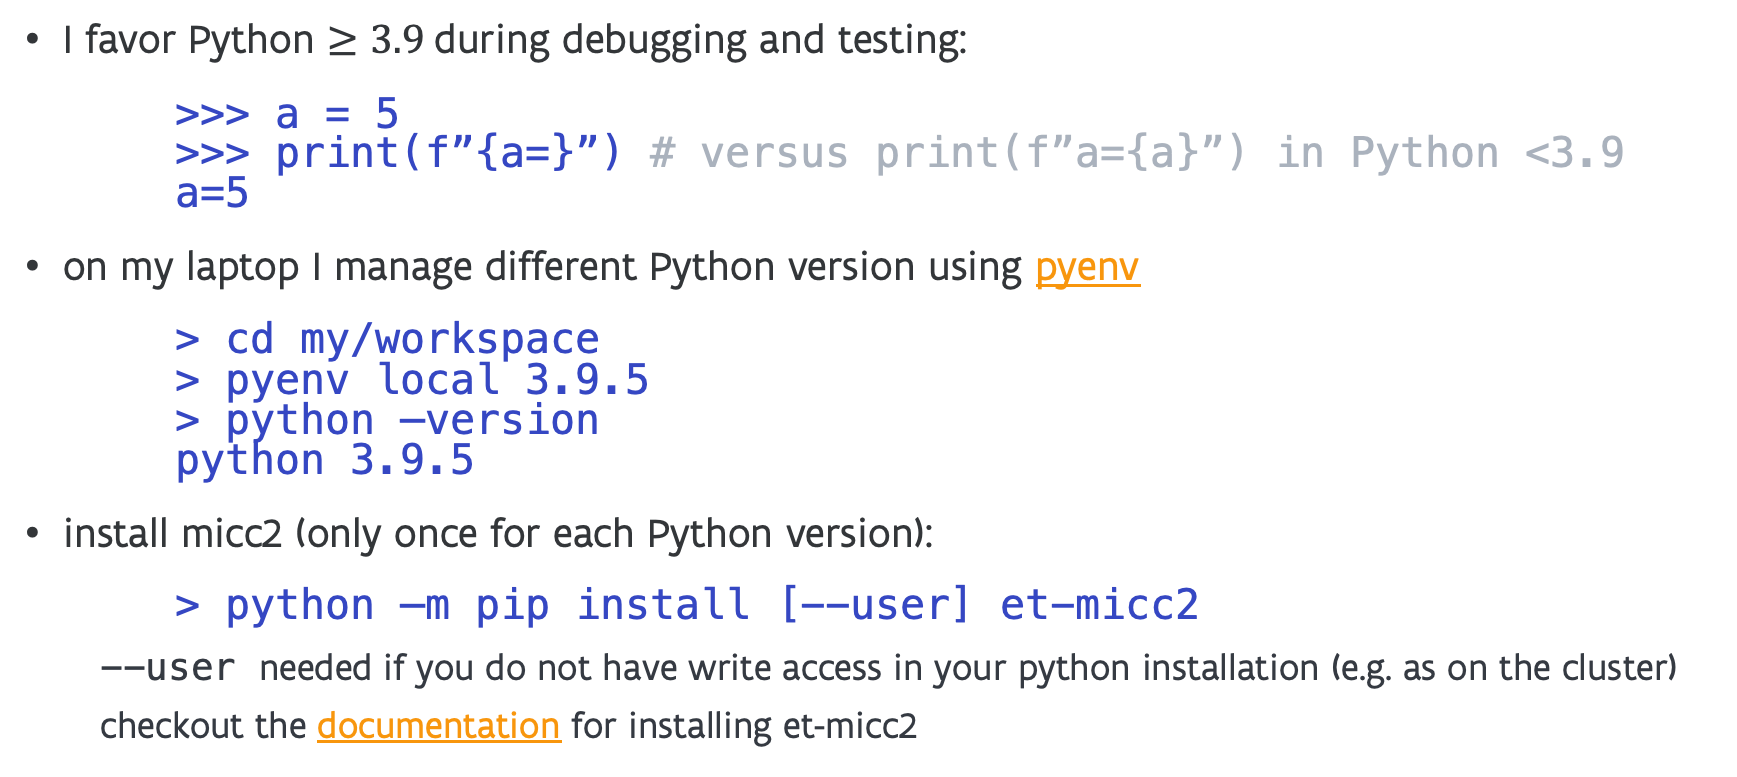 • I favor Python ≥ 3.9 during debugging and testing:
>>> a = 5
>>> print(f”{a=}”) # versus print(f”a={a}”) in Python <3.9
a=5
• on my laptop I manage different Python version using pyenv
> cd my/workspace
> pyenv local 3.9.5
> python –version
python 3.9.5
• install micc2 (only once for each Python version):
> python –m pip install [--user] et-micc2
--user needed if you do not have write access in your python installation (e.g. as on the cluster)
checkout the documentation for installing et-micc2